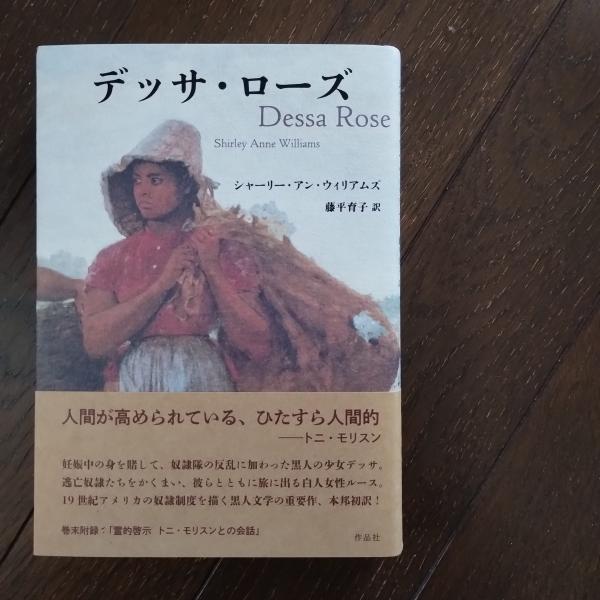 デッサ・ローズ
Dessa Rose
Shirley Anne Williams
シャーリー・アン・ウィリアムズ
藤平育子 訳
人間が高められている、ひたすら人間的
──トニ・モリスン
妊娠中の身を賭して、奴隷隊の反乱に加わった黒人の少女デッサ。
逃亡奴隷たちをかくまい、彼らとともに旅に出る白人女性ルース。
19世紀アメリカの奴隷制度を描く黒人文学の重要作、本邦初訳！
巻末附録：「霊的啓示 トニ・モリスンとの会話」
作品社